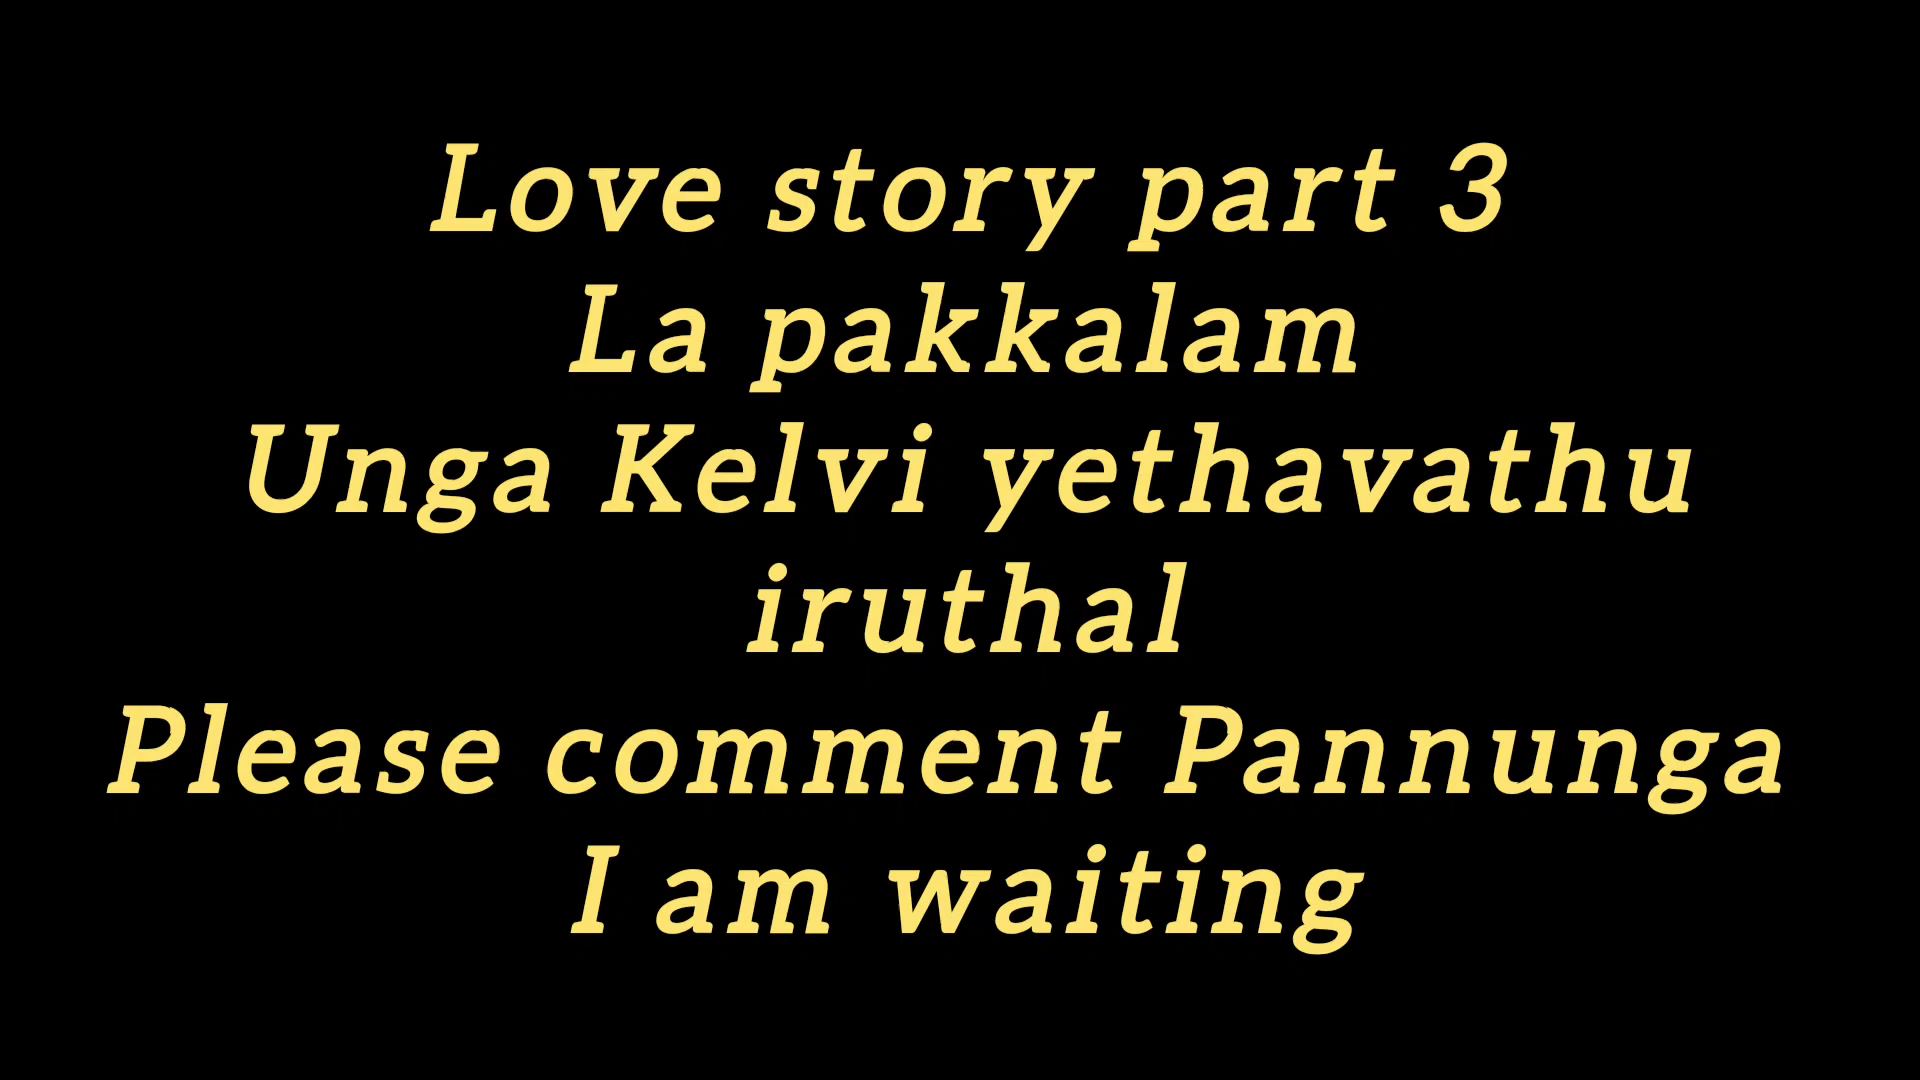 Love story part 3
La pakkalam
Unga Kelvi yethavathu
iruthal
Please comment Pannunga
I am waiting